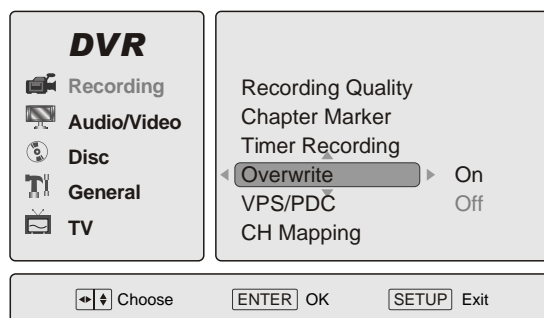 DVR
Recording
Audio/Video
Disc
General
TV
Recording Quality
Chapter Marker
Timer Recording
Overwrite On
VPS/PDC Off
CH Mapping
Choose ENTER OK SETUP Exit